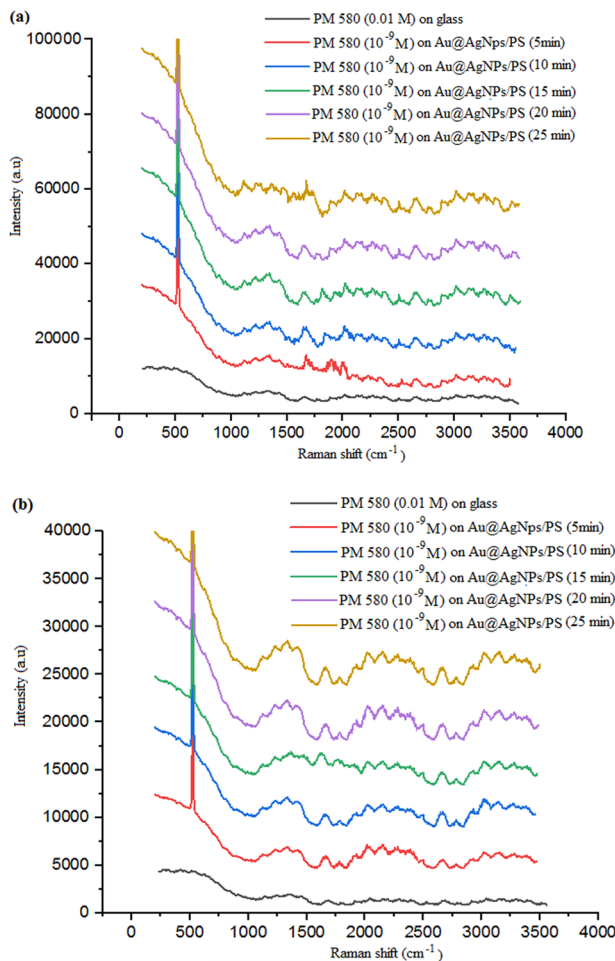 (a)
PM 580 (0.01 M) on glass
PM 580 (10⁻⁹M) on Au@AgNps/PS (5min)
PM 580 (10⁻⁹M) on Au@AgNPs/PS (10 min)
PM 580 (10⁻⁹M) on Au@AgNPs/PS (15 min)
PM 580 (10⁻⁹M) on Au@AgNPs/PS (20 min)
PM 580 (10⁻⁹M) on Au@AgNPs/PS (25 min)
100000
80000
60000
40000
20000
0
Intensity (a.u)
0 500 1000 1500 2000 2500 3000 3500 4000
Raman shift (cm⁻¹)
(b)
PM 580 (0.01 M) on glass
PM 580 (10⁻⁹M) on Au@AgNps/PS (5min)
PM 580 (10⁻⁹M) on Au@AgNPs/PS (10 min)
PM 580 (10⁻⁹M) on Au@AgNPs/PS (15 min)
PM 580 (10⁻⁹M) on Au@AgNPs/PS (20 min)
PM 580 (10⁻⁹M) on Au@AgNPs/PS (25 min)
40000
35000
30000
25000
20000
15000
10000
5000
0
Intensity (a.u)
0 500 1000 1500 2000 2500 3000 3500 4000
Raman shift (cm⁻¹)